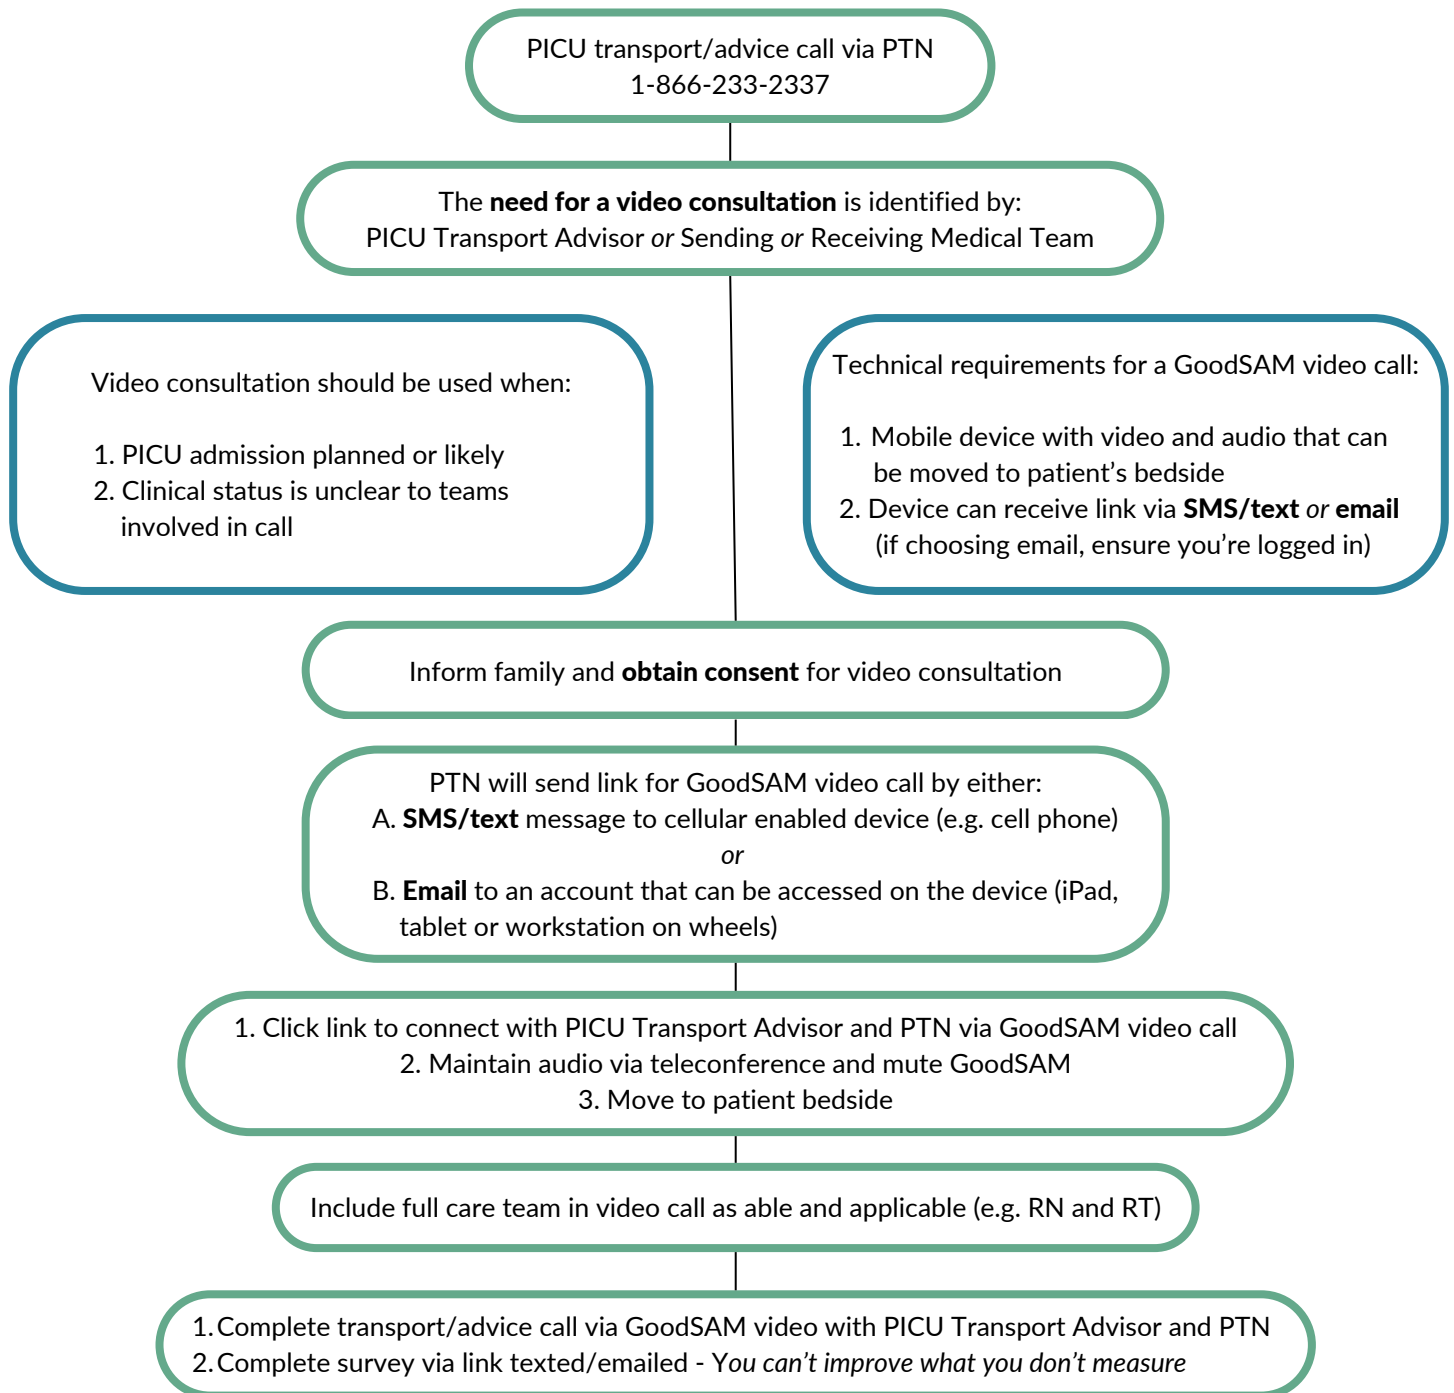 PICU transport/advice call via PTN
1-866-233-2337
The need for a video consultation is identified by:
PICU Transport Advisor or Sending or Receiving Medical Team
Video consultation should be used when:
1. PICU admission planned or likely
2. Clinical status is unclear to teams
involved in call
Technical requirements for a GoodSAM video call:
1. Mobile device with video and audio that can
be moved to patient’s bedside
2. Device can receive link via SMS/text or email
(if choosing email, ensure you’re logged in)
Inform family and obtain consent for video consultation
PTN will send link for GoodSAM video call by either:
A. SMS/text message to cellular enabled device (e.g. cell phone)
or
B. Email to an account that can be accessed on the device (iPad,
tablet or workstation on wheels)
1. Click link to connect with PICU Transport Advisor and PTN via GoodSAM video call
2. Maintain audio via teleconference and mute GoodSAM
3. Move to patient bedside
Include full care team in video call as able and applicable (e.g. RN and RT)
1. Complete transport/advice call via GoodSAM video with PICU Transport Advisor and PTN
2. Complete survey via link texted/emailed - You can’t improve what you don’t measure